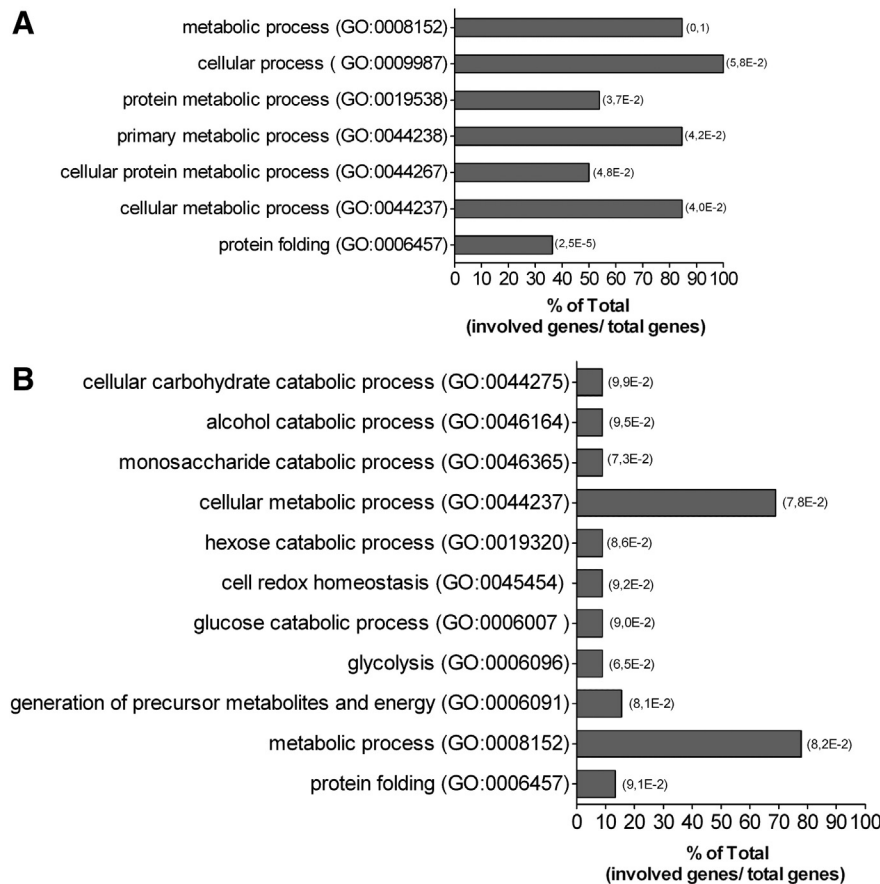 A
metabolic process (GO:0008152) (0,1)
cellular process ( GO:0009987) (5,8E-2)
protein metabolic process (GO:0019538) (3,7E-2)
primary metabolic process (GO:0044238) (4,2E-2)
cellular protein metabolic process (GO:0044267) (4,8E-2)
cellular metabolic process (GO:0044237) (4,0E-2)
protein folding (GO:0006457) (2,5E-5)
0 10 20 30 40 50 60 70 80 90 100
% of Total
(involved genes/ total genes)
B
cellular carbohydrate catabolic process (GO:0044275) (9,9E-2)
alcohol catabolic process (GO:0046164) (9,5E-2)
monosaccharide catabolic process (GO:0046365) (7,3E-2)
cellular metabolic process (GO:0044237) (7,8E-2)
hexose catabolic process (GO:0019320) (8,6E-2)
cell redox homeostasis (GO:0045454) (9,2E-2)
glucose catabolic process (GO:0006007 ) (9,0E-2)
glycolysis (GO:0006096) (6,5E-2)
generation of precursor metabolites and energy (GO:0006091) (8,1E-2)
metabolic process (GO:0008152) (8,2E-2)
protein folding (GO:0006457) (9,1E-2)
0 10 20 30 40 50 60 70 80 90 100
% of Total
(involved genes/ total genes)